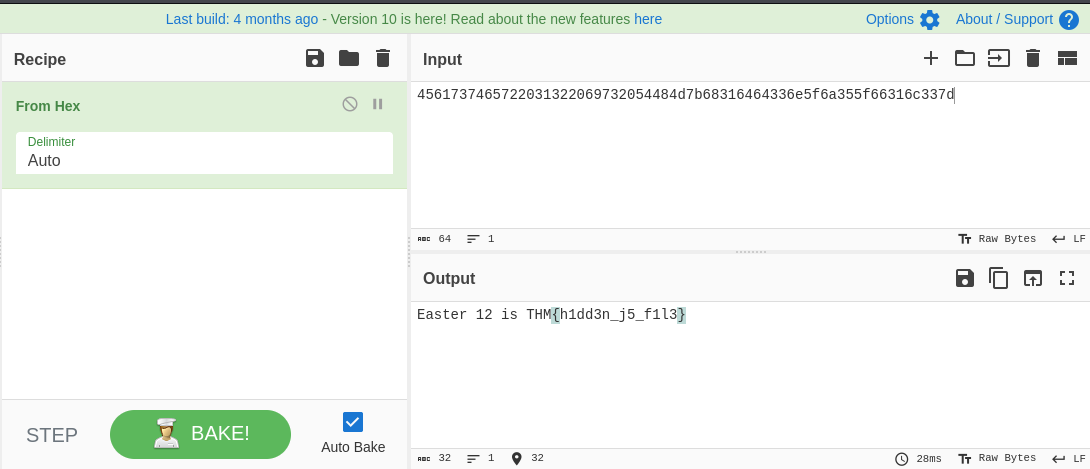 Last build: 4 months ago - Version 10 is here! Read about the new features here
Options
About / Support
Recipe
From Hex
Delimiter
Auto
STEP
BAKE!
Auto Bake
Input
4561737465722031322069732054484d7b68316464336e5f6a355f66316c337d
ABC 64
1
Raw Bytes
LF
Output
Easter 12 is THM{h1dd3n_j5_f1l3}
ABC 32
1
32
28ms
Raw Bytes
LF